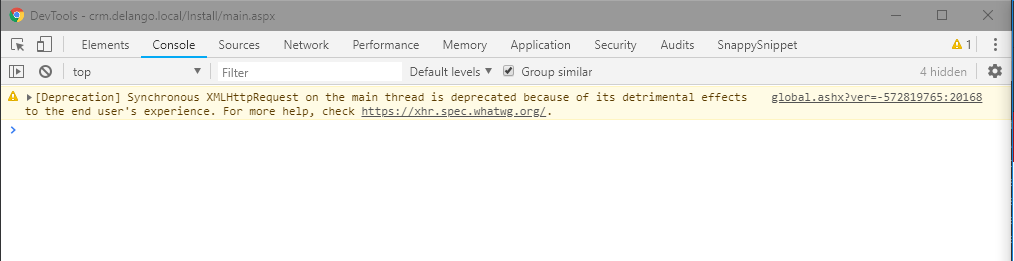 DevTools - crm.delango.local/Install/main.aspx
Elements Console Sources Network Performance Memory Application Security Audits SnappySnippet 1
top Filter Default levels Group similar 4 hidden
[Deprecation] Synchronous XMLHttpRequest on the main thread is deprecated because of its detrimental effects global.ashx?ver=-572819765:20168
to the end user's experience. For more help, check https://xhr.spec.whatwg.org/.